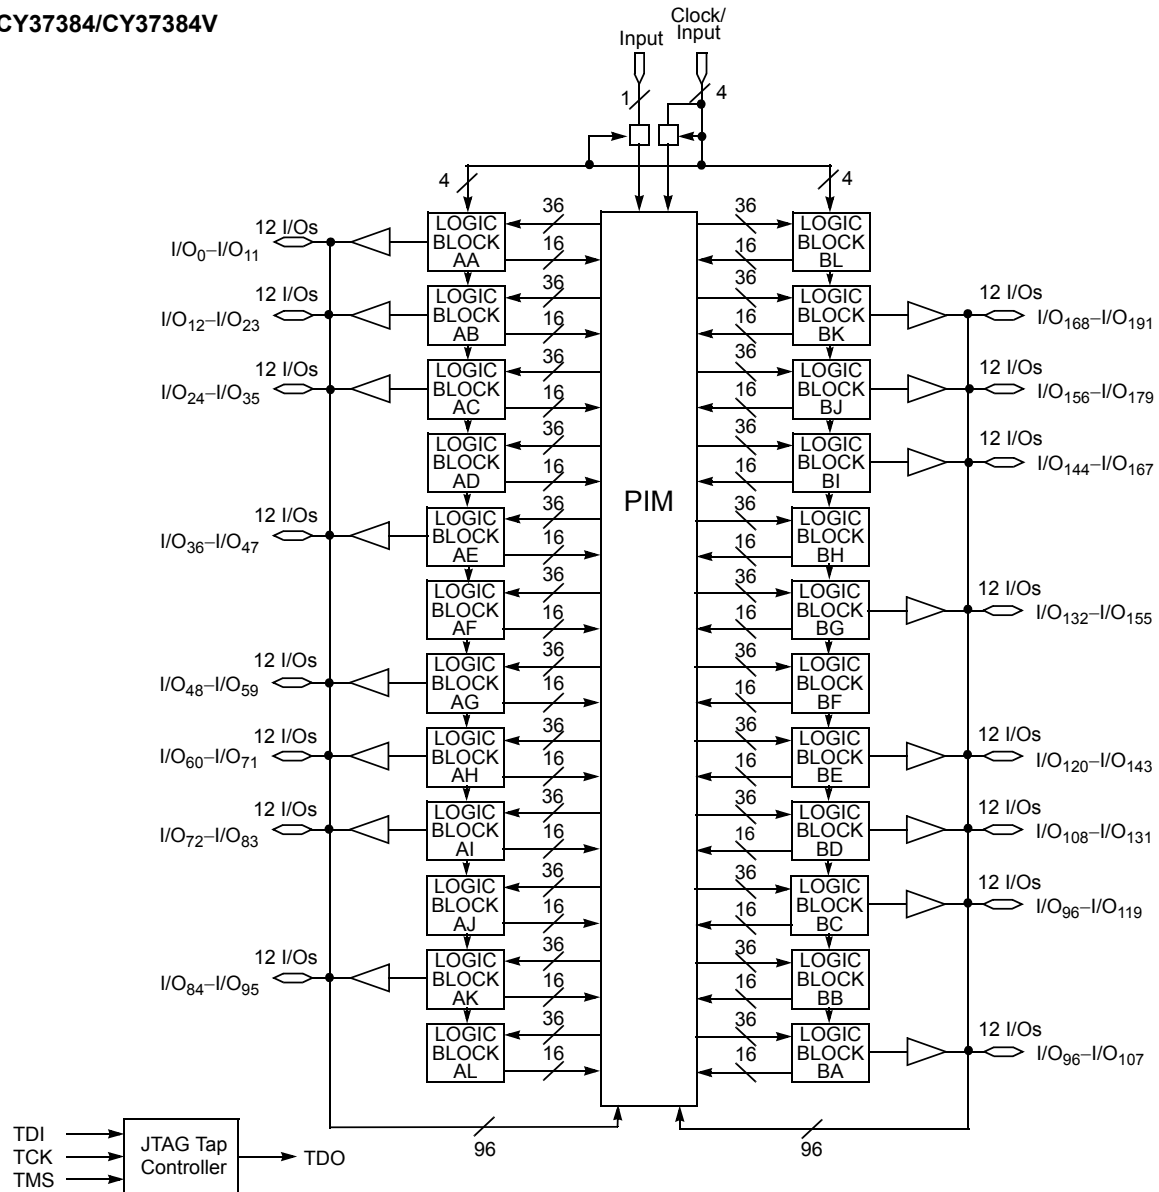 CY37384/CY37384V
Clock/
Input
Input
1
4
4
4
12 I/Os
I/O0–I/O11
LOGIC
BLOCK
AA
36
16
36
16
LOGIC
BLOCK
BL
12 I/Os
I/O12–I/O23
LOGIC
BLOCK
AB
36
16
36
16
LOGIC
BLOCK
BK
12 I/Os
I/O168–I/O191
12 I/Os
I/O24–I/O35
LOGIC
BLOCK
AC
36
16
36
16
LOGIC
BLOCK
BJ
12 I/Os
I/O156–I/O179
LOGIC
BLOCK
AD
36
16
PIM
36
16
LOGIC
BLOCK
BI
12 I/Os
I/O144–I/O167
12 I/Os
I/O36–I/O47
LOGIC
BLOCK
AE
36
16
36
16
LOGIC
BLOCK
BH
LOGIC
BLOCK
AF
36
16
36
16
LOGIC
BLOCK
BG
12 I/Os
I/O132–I/O155
12 I/Os
I/O48–I/O59
LOGIC
BLOCK
AG
36
16
36
16
LOGIC
BLOCK
BF
12 I/Os
I/O60–I/O71
LOGIC
BLOCK
AH
36
16
36
16
LOGIC
BLOCK
BE
12 I/Os
I/O120–I/O143
12 I/Os
I/O72–I/O83
LOGIC
BLOCK
AI
36
16
36
16
LOGIC
BLOCK
BD
12 I/Os
I/O108–I/O131
LOGIC
BLOCK
AJ
36
16
36
16
LOGIC
BLOCK
BC
12 I/Os
I/O96–I/O119
12 I/Os
I/O84–I/O95
LOGIC
BLOCK
AK
36
16
36
16
LOGIC
BLOCK
BB
LOGIC
BLOCK
AL
36
16
36
16
LOGIC
BLOCK
BA
12 I/Os
I/O96–I/O107
96
96
TDI
TCK
TMS
JTAG Tap
Controller
TDO